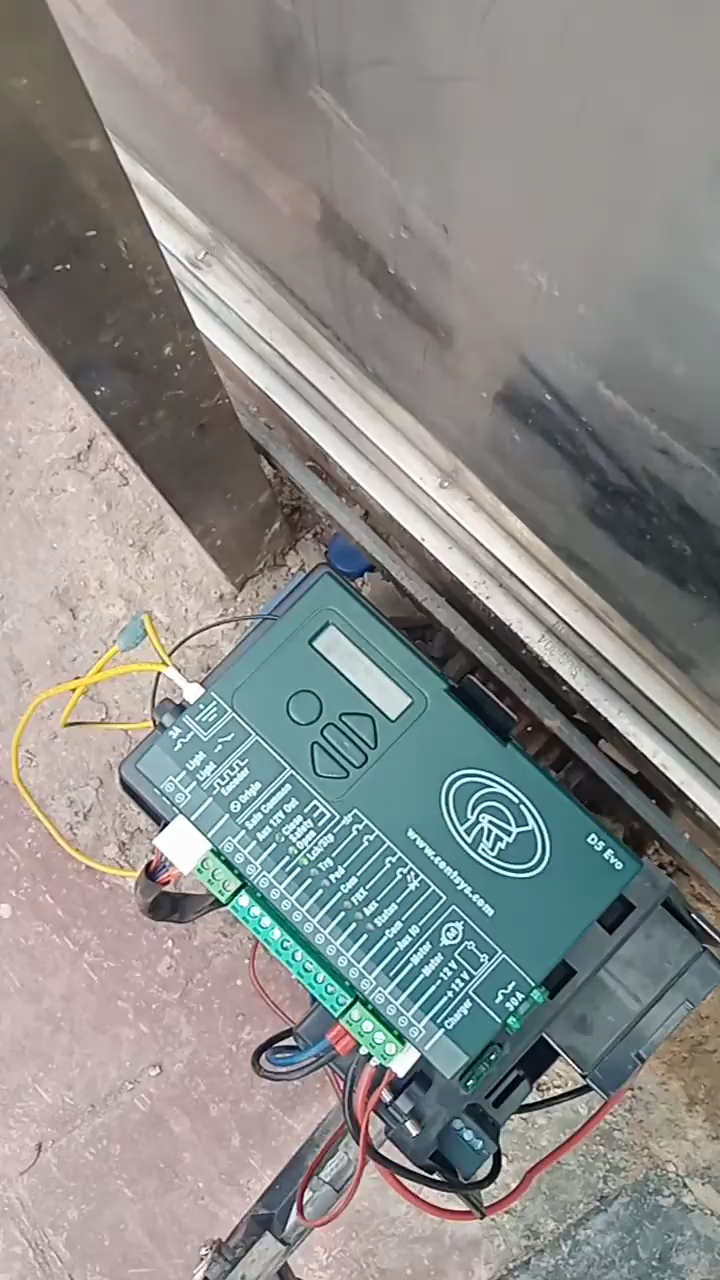 3A
Light
Light
Encoder
Origin
Safe Common
Aux 12V Out
Close
Safety
Open
Lck/Stp
Trg
Ped
Com
FRX
Aux
Status
Com
Aux IO
Motor
Motor
-12V
+12V
Charger
30A
M
www.centsys.com
D5 Evo